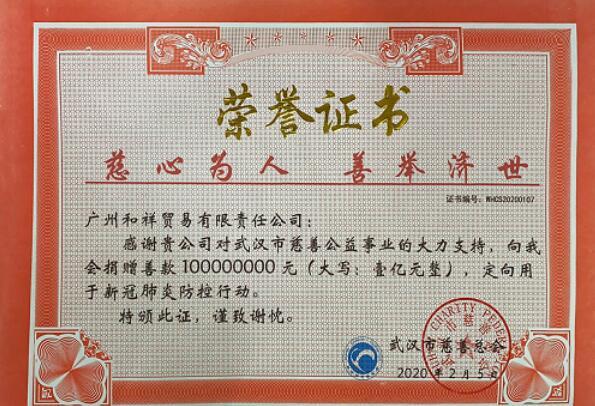 荣誉证书
慈心为人 善举济世
证书编号：WHCS20200107
广州和祥贸易有限责任公司：
感谢贵公司对武汉市慈善公益事业的大力支持，向我
会捐赠善款100000000元（大写：壹亿元整），定向用
于新冠肺炎防控行动。
特颁此证，谨致谢忱。
武汉市慈善总会
2020年2月5日